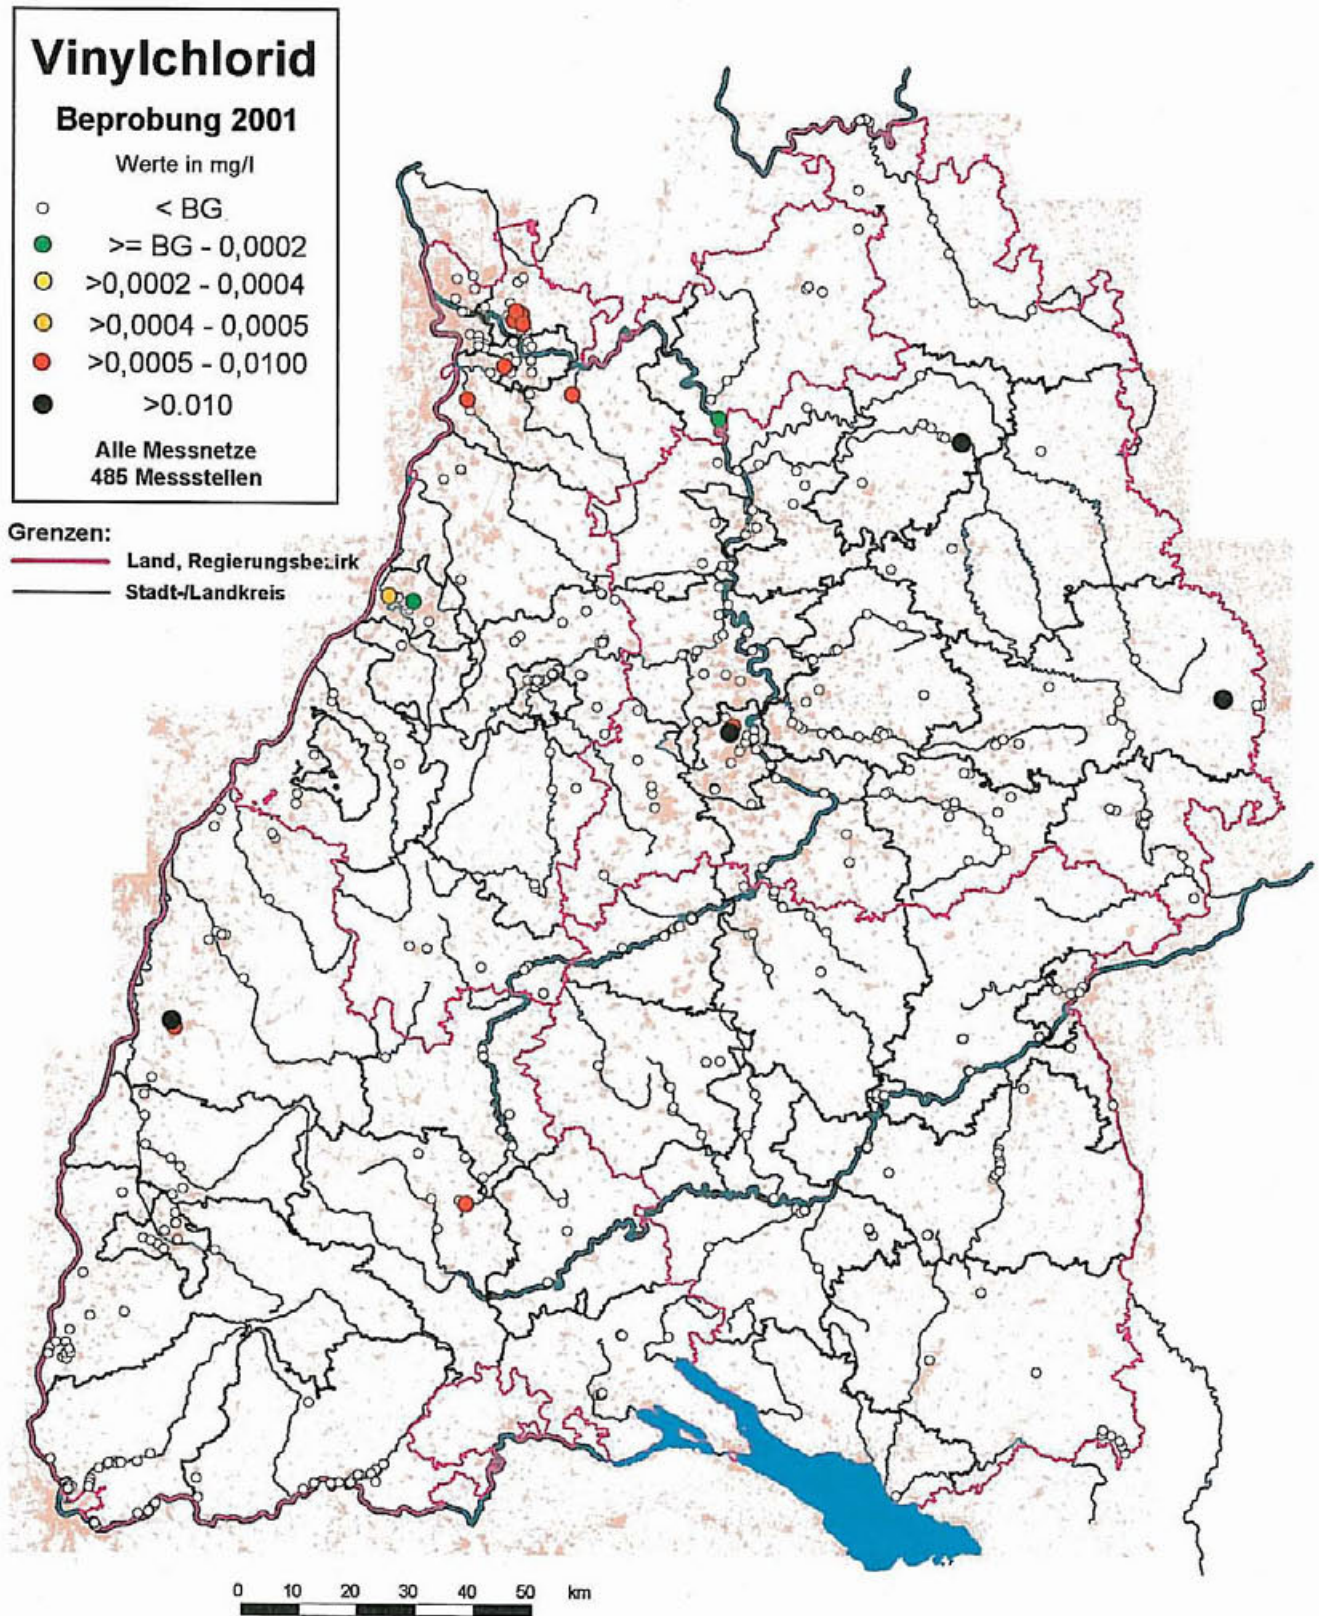 Vinylchlorid
Beprobung 2001
Werte in mg/l
< BG
>= BG - 0,0002
>0,0002 - 0,0004
>0,0004 - 0,0005
>0,0005 - 0,0100
>0.010
Alle Messnetze
485 Messstellen
Grenzen:
Land, Regierungsbezirk
Stadt-/Landkreis
0 10 20 30 40 50 km